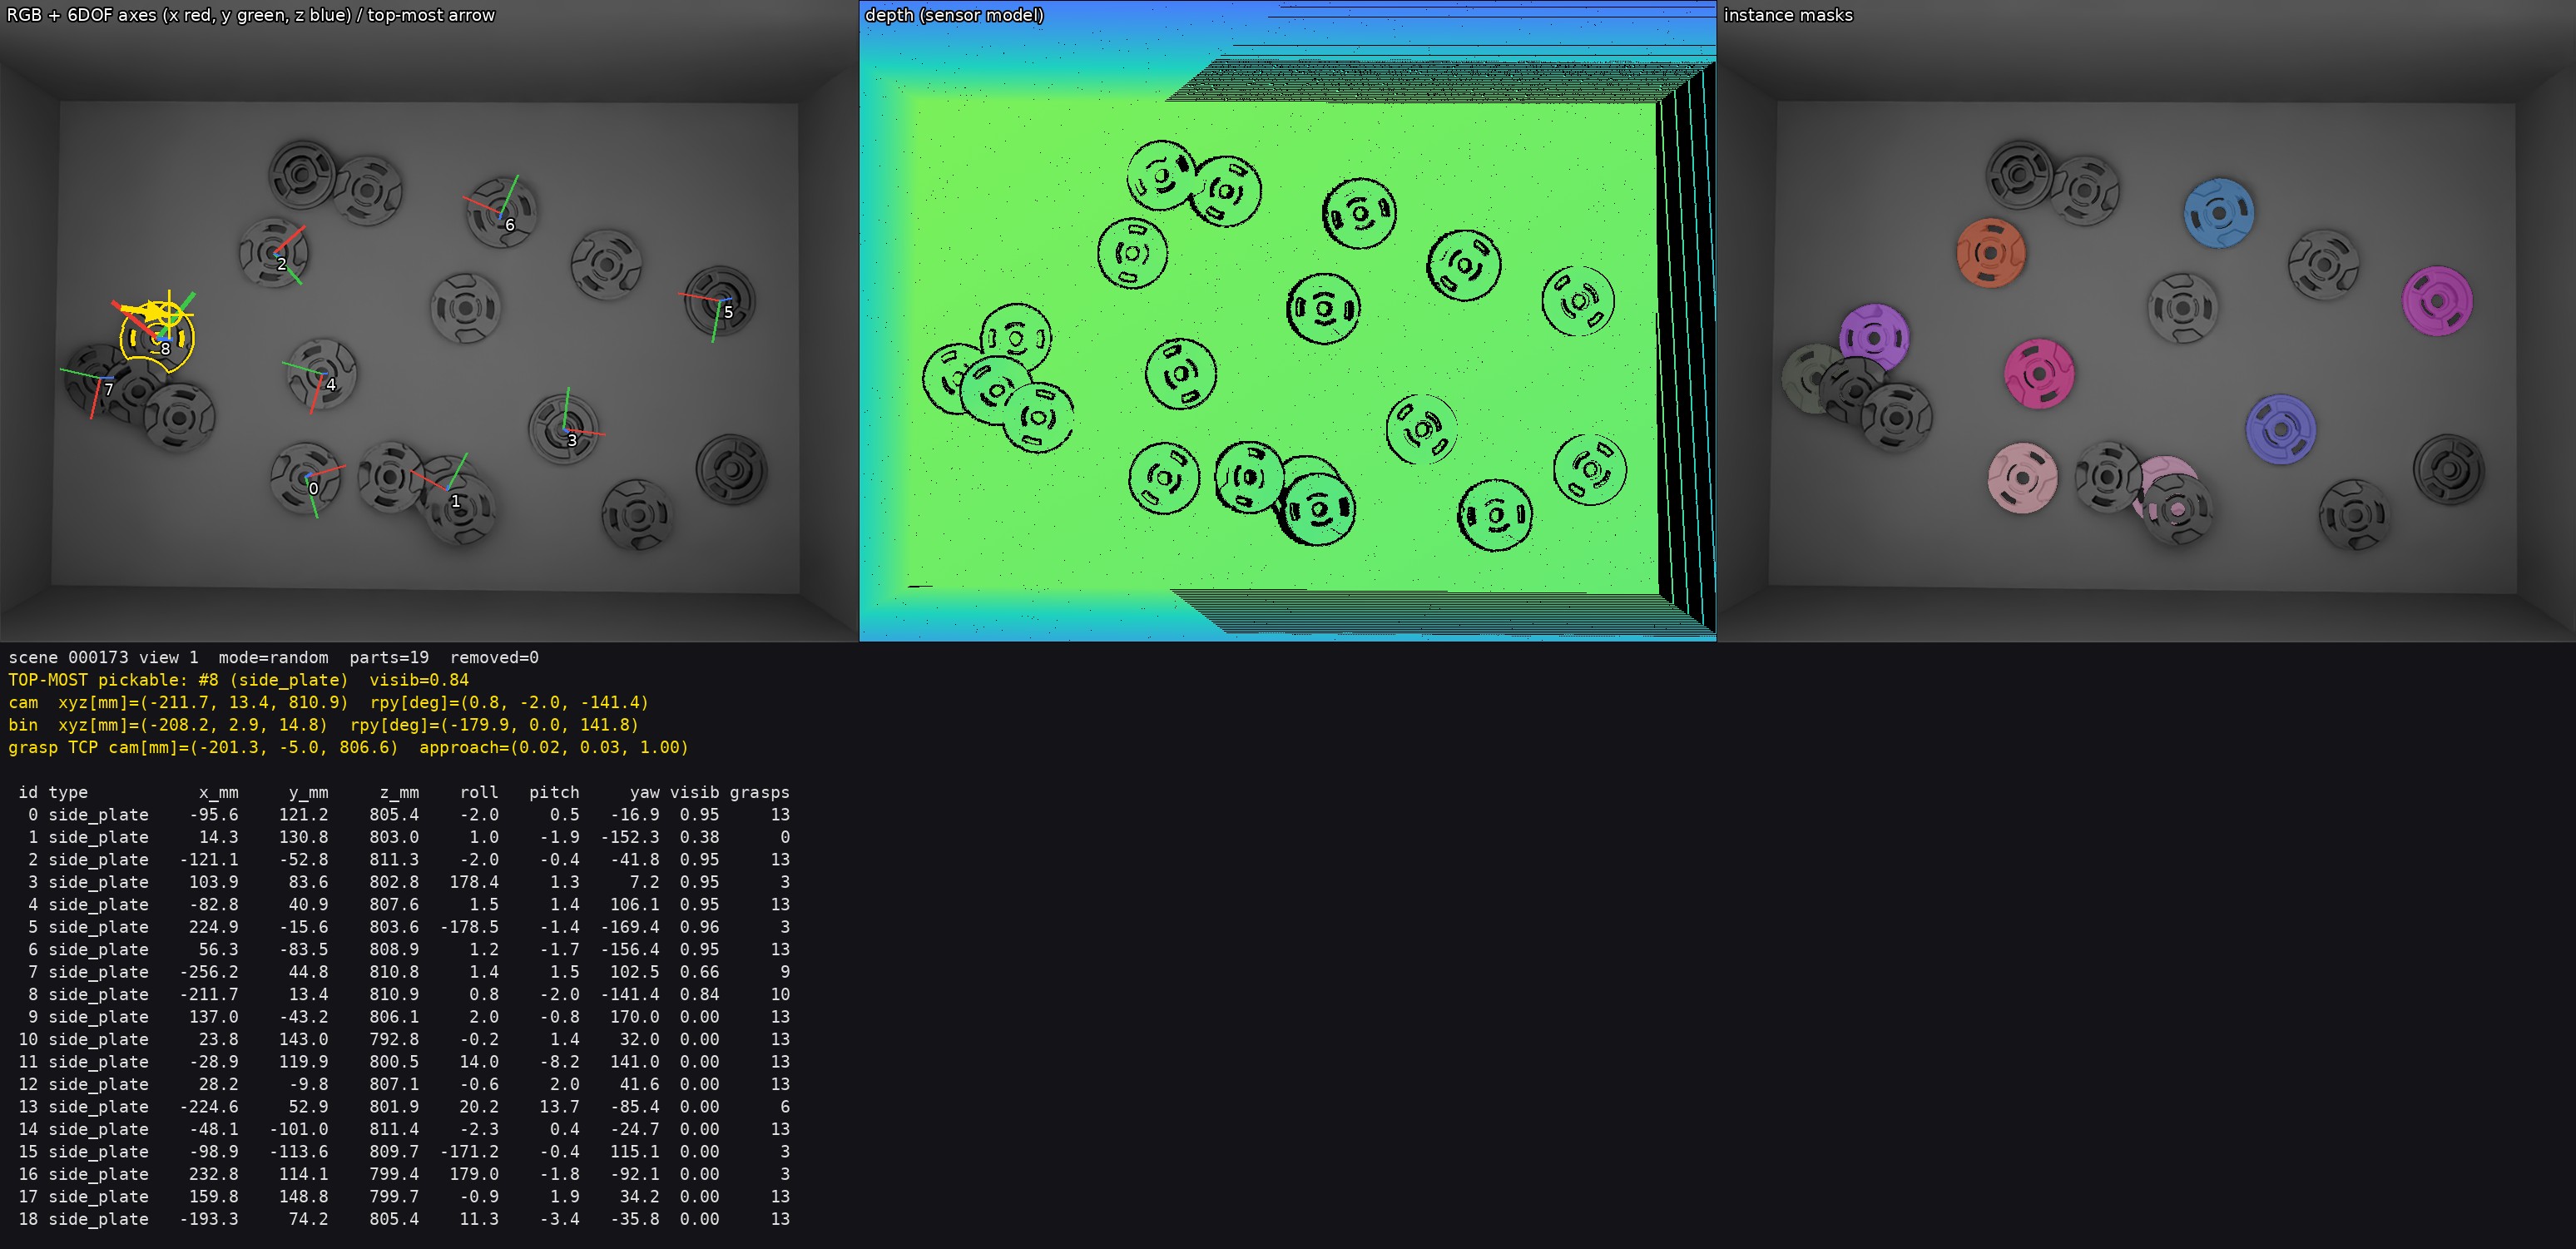 RGB + 6DOF axes (x red, y green, z blue) / top-most arrow
depth (sensor model)
instance masks
6
2
5
8
7
4
3
0
1
scene 000173 view 1  mode=random  parts=19  removed=0
TOP-MOST pickable: #8 (side_plate)  visib=0.84
cam  xyz[mm]=(-211.7, 13.4, 810.9)  rpy[deg]=(0.8, -2.0, -141.4)
bin  xyz[mm]=(-208.2, 2.9, 14.8)  rpy[deg]=(-179.9, 0.0, 141.8)
grasp TCP cam[mm]=(-201.3, -5.0, 806.6)  approach=(0.02, 0.03, 1.00)
id type x_mm y_mm z_mm roll pitch yaw visib grasps
0 side_plate -95.6 121.2 805.4 -2.0 0.5 -16.9 0.95 13
1 side_plate 14.3 130.8 803.0 1.0 -1.9 -152.3 0.38 0
2 side_plate -121.1 -52.8 811.3 -2.0 -0.4 -41.8 0.95 13
3 side_plate 103.9 83.6 802.8 178.4 1.3 7.2 0.95 3
4 side_plate -82.8 40.9 807.6 1.5 1.4 106.1 0.95 13
5 side_plate 224.9 -15.6 803.6 -178.5 -1.4 -169.4 0.96 3
6 side_plate 56.3 -83.5 808.9 1.2 -1.7 -156.4 0.95 13
7 side_plate -256.2 44.8 810.8 1.4 1.5 102.5 0.66 9
8 side_plate -211.7 13.4 810.9 0.8 -2.0 -141.4 0.84 10
9 side_plate 137.0 -43.2 806.1 2.0 -0.8 170.0 0.00 13
10 side_plate 23.8 143.0 792.8 -0.2 1.4 32.0 0.00 13
11 side_plate -28.9 119.9 800.5 14.0 -8.2 141.0 0.00 13
12 side_plate 28.2 -9.8 807.1 -0.6 2.0 41.6 0.00 13
13 side_plate -224.6 52.9 801.9 20.2 13.7 -85.4 0.00 6
14 side_plate -48.1 -101.0 811.4 -2.3 0.4 -24.7 0.00 13
15 side_plate -98.9 -113.6 809.7 -171.2 -0.4 115.1 0.00 3
16 side_plate 232.8 114.1 799.4 179.0 -1.8 -92.1 0.00 3
17 side_plate 159.8 148.8 799.7 -0.9 1.9 34.2 0.00 13
18 side_plate -193.3 74.2 805.4 11.3 -3.4 -35.8 0.00 13